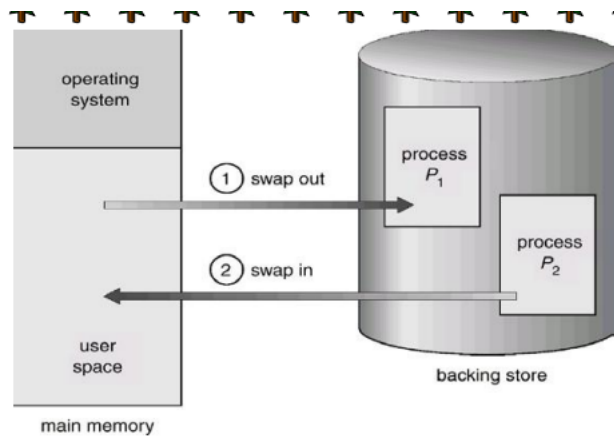 operating
system
1 swap out
process
P1
2 swap in
process
P2
user
space
backing store
main memory